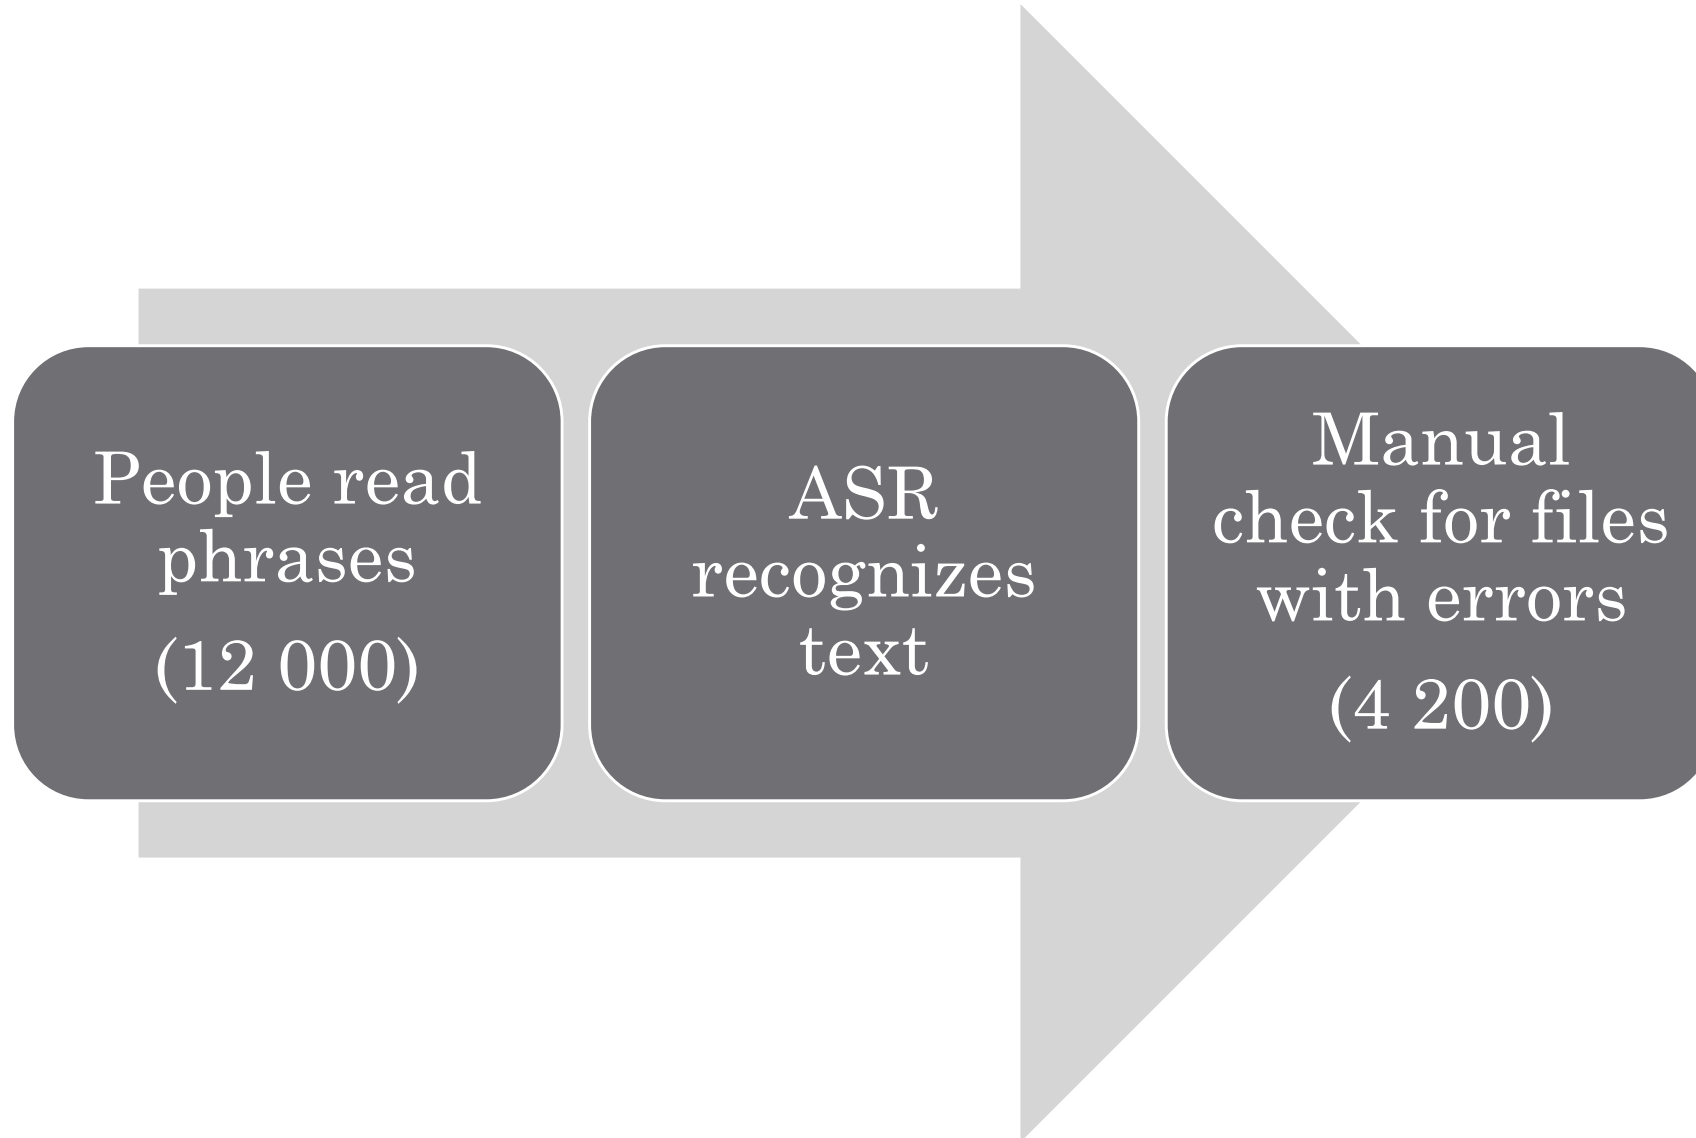 People read
phrases
(12 000)
ASR
recognizes
text
Manual
check for files
with errors
(4 200)